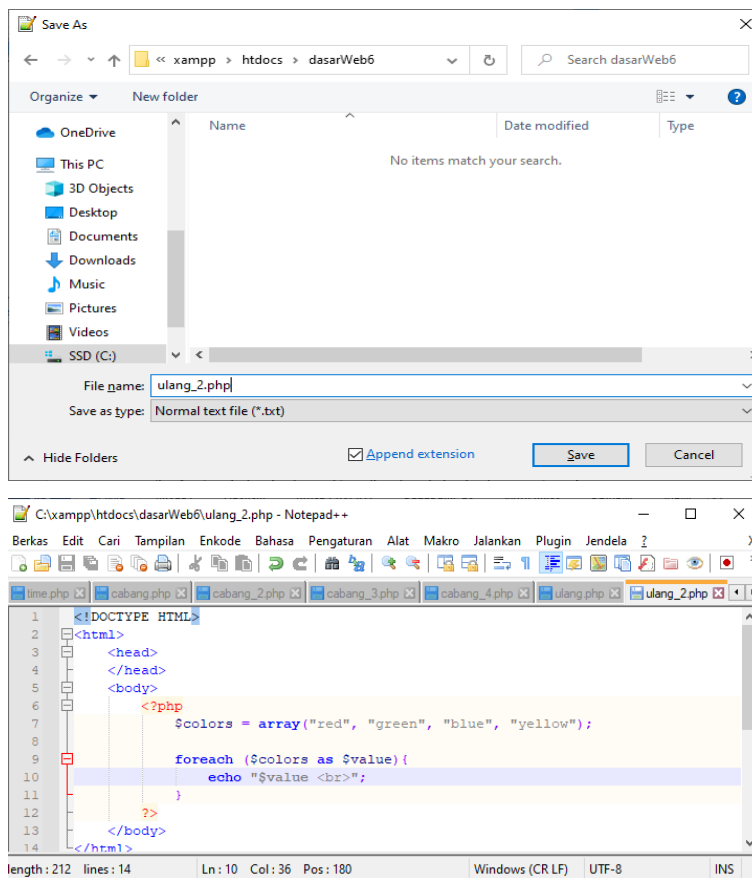 Save As
« xampp › htdocs › dasarWeb6
Search dasarWeb6
Organize New folder
Name Date modified Type
No items match your search.
OneDrive
This PC
3D Objects
Desktop
Documents
Downloads
Music
Pictures
Videos
SSD (C:)
File name: ulang_2.php
Save as type: Normal text file (*.txt)
Hide Folders
Append extension
Save
Cancel
C:\xampp\htdocs\dasarWeb6\ulang_2.php - Notepad++
Berkas Edit Cari Tampilan Enkode Bahasa Pengaturan Alat Makro Jalankan Plugin Jendela ? X
time.php cabang.php cabang_2.php cabang_3.php cabang_4.php ulang.php ulang_2.php
1 <!DOCTYPE HTML>
2 <html>
3 <head>
4 </head>
5 <body>
6 <?php
7 $colors = array("red", "green", "blue", "yellow");
8
9 foreach ($colors as $value){
10 echo "$value <br>";
11 }
12 ?>
13 </body>
14 </html>
length : 212 lines : 14 Ln : 10 Col : 36 Pos : 180 Windows (CR LF) UTF-8 INS